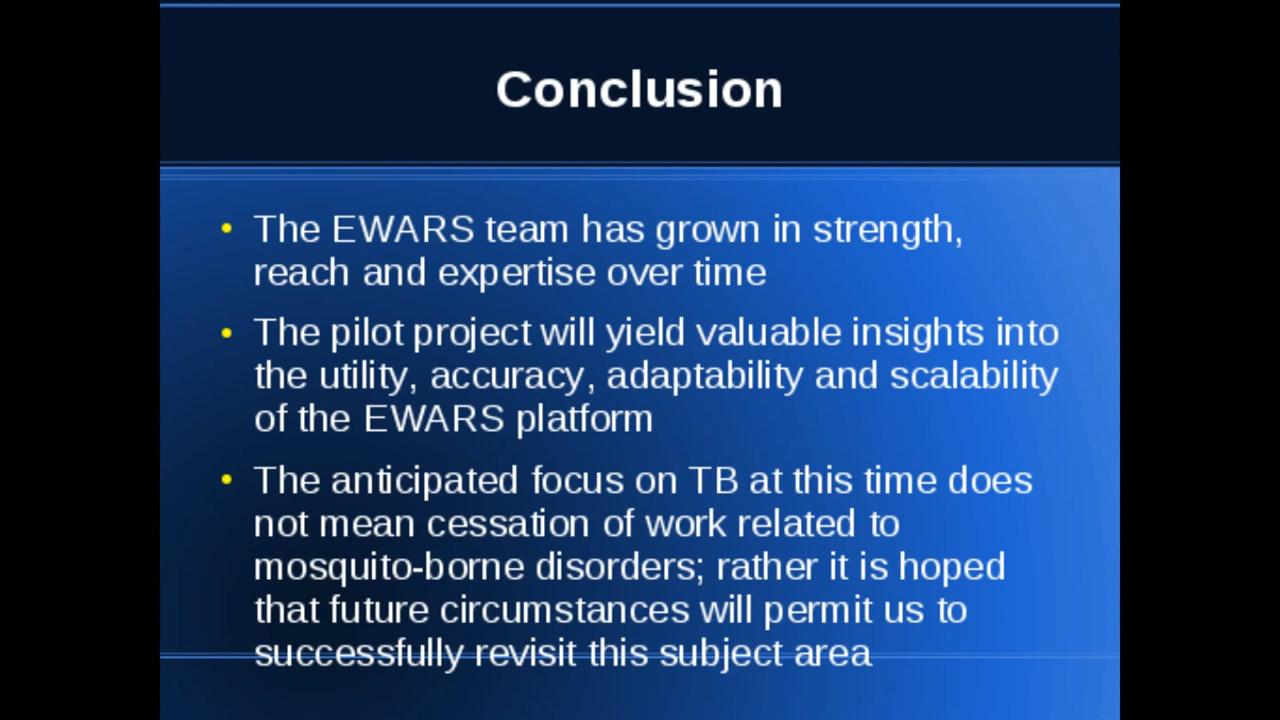 Conclusion
• The EWARS team has grown in strength,
reach and expertise over time
• The pilot project will yield valuable insights into
the utility, accuracy, adaptability and scalability
of the EWARS platform
• The anticipated focus on TB at this time does
not mean cessation of work related to
mosquito-borne disorders; rather it is hoped
that future circumstances will permit us to
successfully revisit this subject area